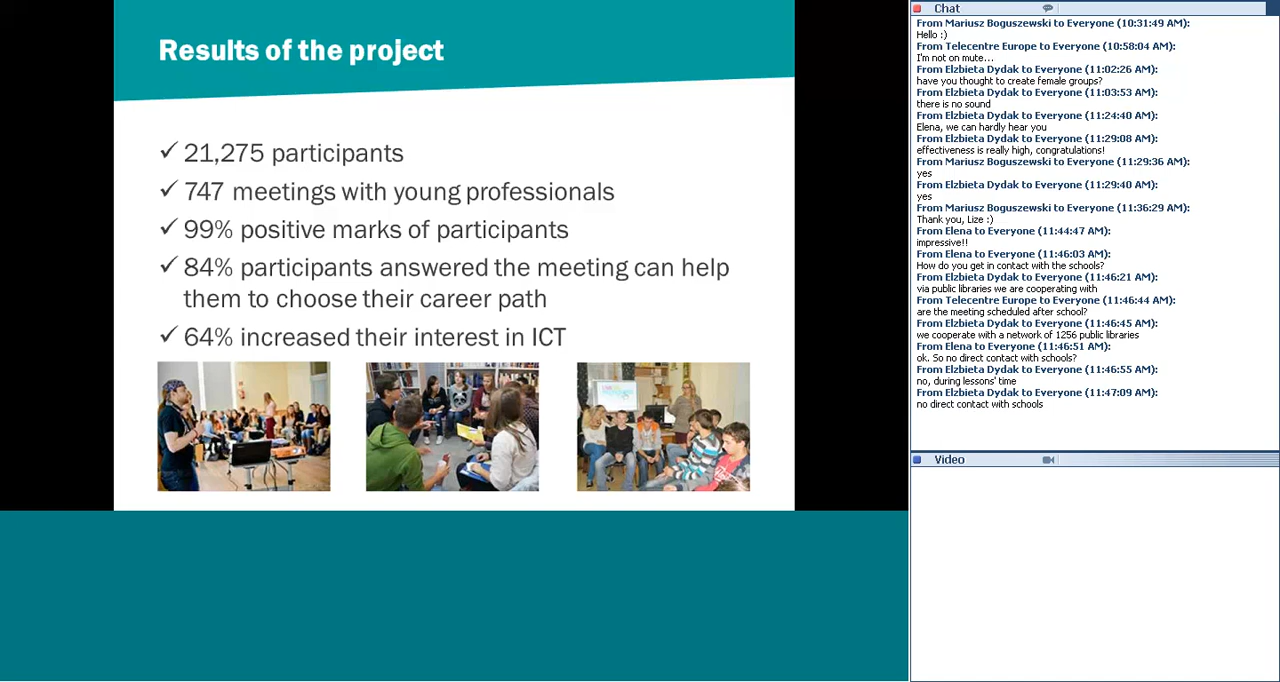 Results of the project
✓ 21,275 participants
✓ 747 meetings with young professionals
✓ 99% positive marks of participants
✓ 84% participants answered the meeting can help
them to choose their career path
✓ 64% increased their interest in ICT
Chat
From Mariusz Boguszewski to Everyone (10:31:49 AM):
Hello :)
From Telecentre Europe to Everyone (10:58:04 AM):
I'm not on mute...
From Elzbieta Dydak to Everyone (11:02:26 AM):
have you thought to create female groups?
From Elzbieta Dydak to Everyone (11:03:53 AM):
there is no sound
From Elzbieta Dydak to Everyone (11:24:40 AM):
Elena, we can hardly hear you
From Elzbieta Dydak to Everyone (11:29:08 AM):
effectiveness is really high, congratulations!
From Mariusz Boguszewski to Everyone (11:29:36 AM):
yes
From Elzbieta Dydak to Everyone (11:29:40 AM):
yes
From Mariusz Boguszewski to Everyone (11:36:29 AM):
Thank you, Lize :)
From Elena to Everyone (11:44:47 AM):
impressive!!
From Elena to Everyone (11:46:03 AM):
How do you get in contact with the schools?
From Elzbieta Dydak to Everyone (11:46:21 AM):
via public libraries we are cooperating with
From Telecentre Europe to Everyone (11:46:44 AM):
are the meeting scheduled after school?
From Elzbieta Dydak to Everyone (11:46:45 AM):
we cooperate with a network of 1256 public libraries
From Elena to Everyone (11:46:51 AM):
ok. So no direct contact with schools?
From Elzbieta Dydak to Everyone (11:46:55 AM):
no, during lessons' time
From Elzbieta Dydak to Everyone (11:47:09 AM):
no direct contact with schools
Video